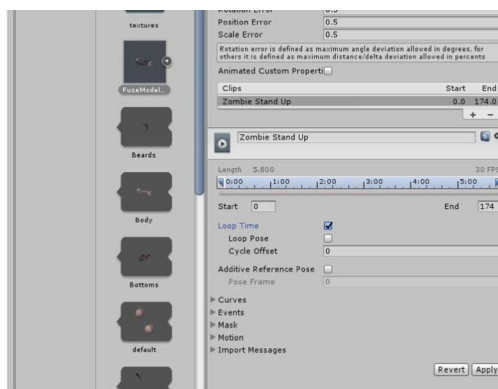 textures
FuseModel...
Beards
Body
Bottoms
default
Rotation Error 0.5
Position Error 0.5
Scale Error 0.5
Rotation error is defined as maximum angle deviation allowed in degrees, for
others it is defined as maximum distance/delta deviation allowed in percents
Animated Custom Properti
Clips Start End
Zombie Stand Up 0.0 174.0
+ -
Zombie Stand Up
Length 5.800 30 FPS
0:00 1:00 2:00 3:00 4:00 5:00
Start 0 End 174
Loop Time
Loop Pose
Cycle Offset 0
Additive Reference Pose
Pose Frame 0
Curves
Events
Mask
Motion
Import Messages
Revert Apply